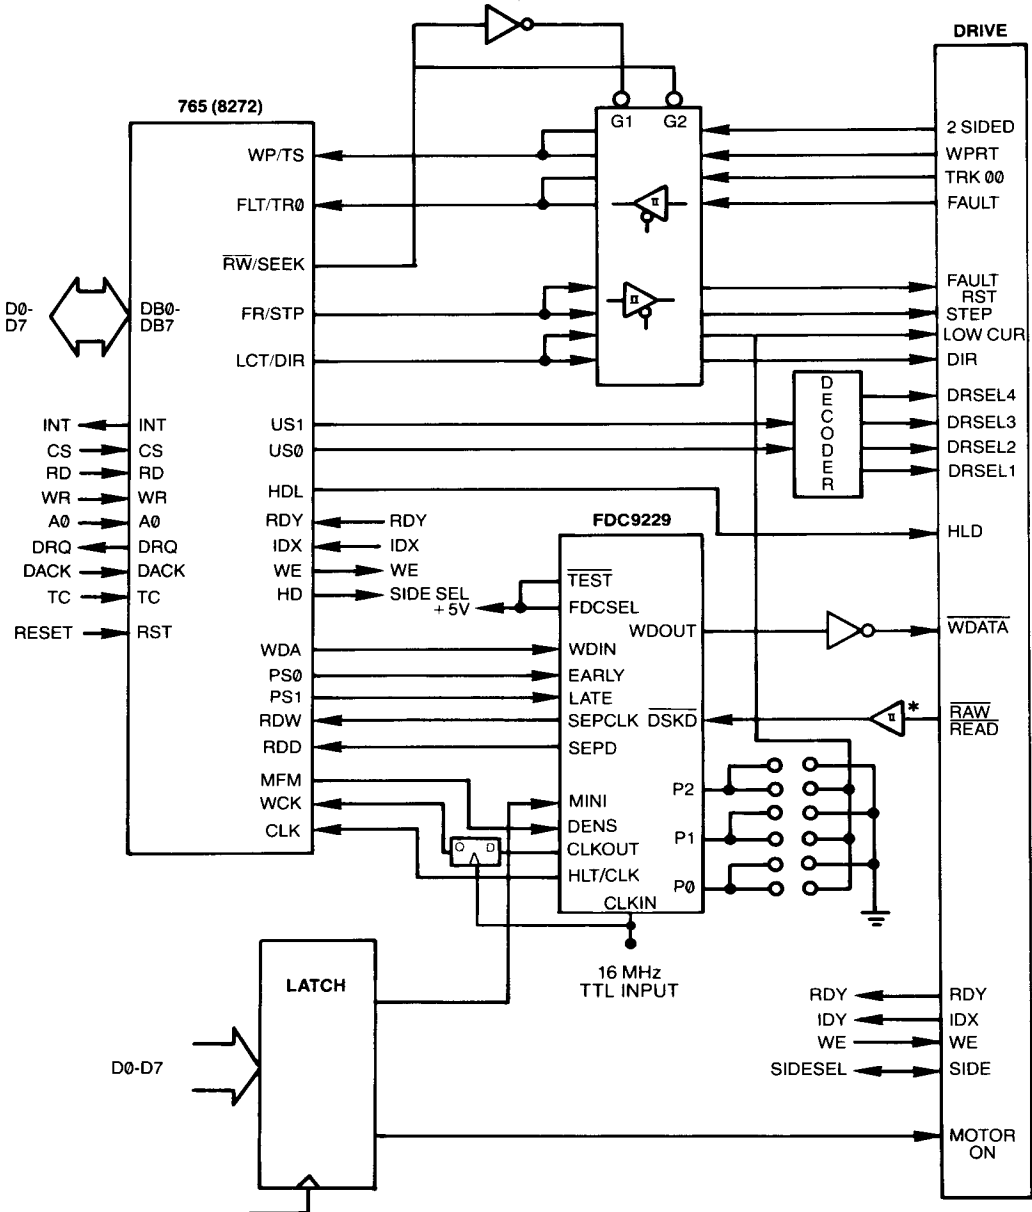 DRIVE
765 (8272)
G1 G2
WP/TS
FLT/TR0
RW/SEEK
FR/STP
LCT/DIR
2 SIDED
WPRT
TRK 00
FAULT
FAULT
RST
STEP
LOW CUR
DIR
D0-
D7
DB0-
DB7
INT INT
CS CS
RD RD
WR WR
A0 A0
DRQ DRQ
DACK DACK
TC TC
RESET RST
US1
US0
HDL
RDY RDY
IDX IDX
WE WE
HD SIDE SEL
DECODER
DRSEL4
DRSEL3
DRSEL2
DRSEL1
HLD
FDC9229
+5V
TEST
FDCSEL
WDOUT
WDATA
WDA WDIN
PS0 EARLY
PS1 LATE
RDW SEPCLK DSKD
RDD SEPD
*
RAW
READ
MFM
WCK
CLK
MINI
DENS
CLKOUT
HLT/CLK
CLKIN
P2
P1
P0
Q D
16 MHz
TTL INPUT
LATCH
D0-D7
RDY RDY
IDY IDX
WE WE
SIDESEL SIDE
MOTOR
ON